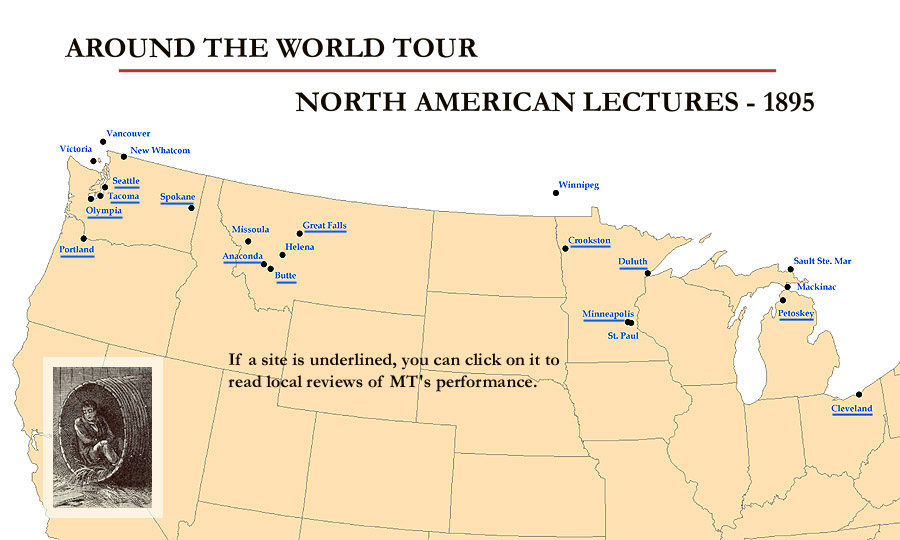 AROUND THE WORLD TOUR
NORTH AMERICAN LECTURES - 1895
Vancouver
Victoria
New Whatcom
Seattle
Tacoma
Olympia
Spokane
Portland
Missoula
Great Falls
Helena
Anaconda
Butte
Winnipeg
Crookston
Duluth
Minneapolis
St. Paul
Sault Ste. Mar
Mackinac
Petoskey
Cleveland
If a site is underlined, you can click on it to
read local reviews of MT's performance.